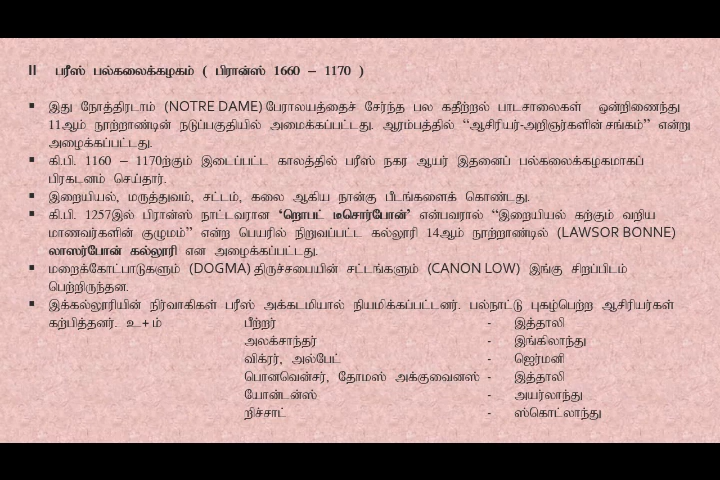 II பரீஸ் பல்கலைக்கழகம் ( பிரான்ஸ் 1660 – 1170 )
▪ இது நோத்திரடாம் (NOTRE DAME) பேராலயத்தைச் சேர்ந்த பல கதீற்றல் பாடசாலைகள் ஒன்றிணைந்து
11ஆம் நூற்றாண்டின் நடுப்பகுதியில் அமைக்கப்பட்டது. ஆரம்பத்தில் “ஆசிரியர்-அறிஞர்களின் சங்கம்” என்று
அழைக்கப்பட்டது.
▪ கி.பி. 1160 – 1170ற்கும் இடைப்பட்ட காலத்தில் பரீஸ் நகர ஆயர் இதனைப் பல்கலைக்கழகமாகப்
பிரகடனம் செய்தார்.
▪ இறையியல், மருத்துவம், சட்டம், கலை ஆகிய நான்கு பீடங்களைக் கொண்டது.
▪ கி.பி. 1257இல் பிரான்ஸ் நாட்டவரான ‘றொபட் டீசொர்போன்’ என்பவரால் “இறையியல் கற்கும் வறிய
மாணவர்களின் குழுமம்” என்ற பெயரில் நிறுவப்பட்ட கல்லூரி 14ஆம் நூற்றாண்டில் (LAWSOR BONNE)
லாஸர்போன் கல்லூரி என அழைக்கப்பட்டது.
▪ மறைக்கோட்பாடுகளும் (DOGMA) திருச்சபையின் சட்டங்களும் (CANON LOW) இங்கு சிறப்பிடம்
பெற்றிருந்தன.
▪ இக்கல்லூரியின் நிர்வாகிகள் பரீஸ் அக்கடமியால் நியமிக்கப்பட்டனர். பல்நாட்டு புகழ்பெற்ற ஆசிரியர்கள்
கற்பித்தனர். உ+ம் பீற்றர் - இத்தாலி
அலக்சாந்தர் - இங்கிலாந்து
விக்ரர், அல்பேட் - ஜெர்மனி
பொனவென்சர், தோமஸ் அக்குவைனஸ் - இத்தாலி
யோன்டன்ஸ் - அயர்லாந்து
றிச்சாட் - ஸ்கொட்லாந்து